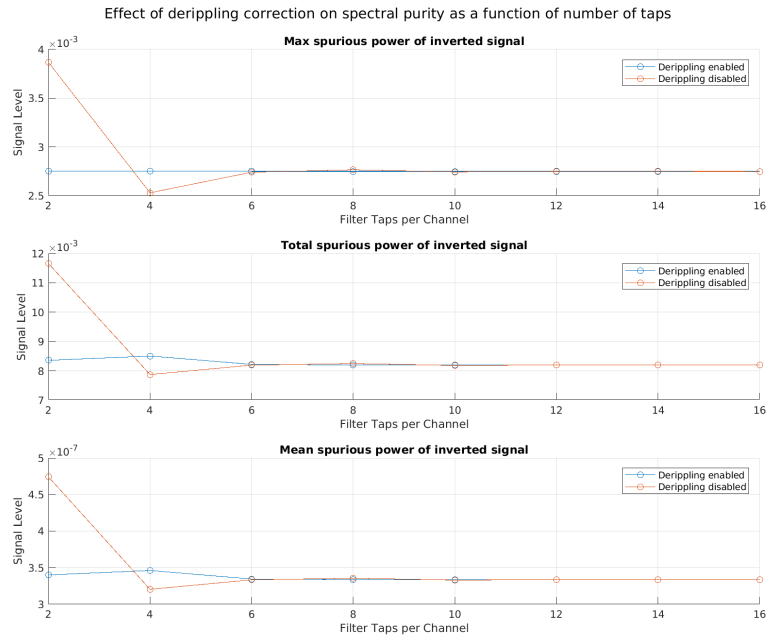 Effect of derippling correction on spectral purity as a function of number of taps
Max spurious power of inverted signal
×10⁻³
4
3.5
3
2.5
Signal Level
Derippling enabled
Derippling disabled
2 4 6 8 10 12 14 16
Filter Taps per Channel
Total spurious power of inverted signal
×10⁻³
12
11
10
9
8
7
Signal Level
Derippling enabled
Derippling disabled
2 4 6 8 10 12 14 16
Filter Taps per Channel
Mean spurious power of inverted signal
×10⁻⁷
5
4.5
4
3.5
3
Signal Level
Derippling enabled
Derippling disabled
2 4 6 8 10 12 14 16
Filter Taps per Channel